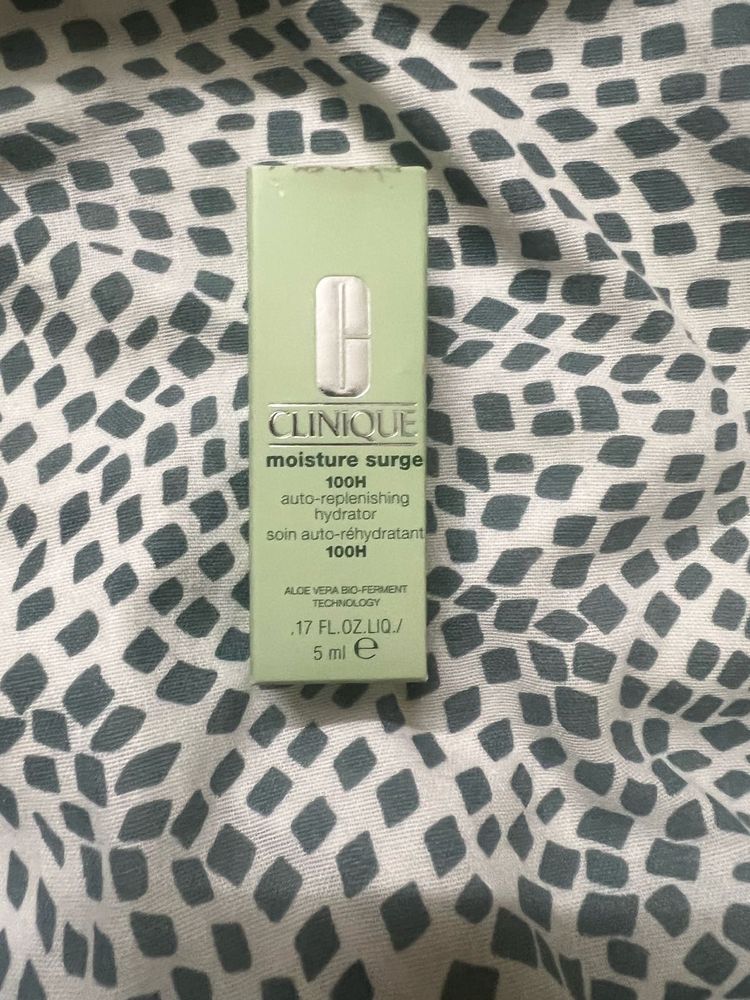 CLINIQUE
moisture surge
100H
auto-replenishing
hydrator
soin auto-réhydratant
100H
ALOE VERA BIO-FERMENT
TECHNOLOGY
.17 FL.OZ.LIQ./
5 ml ℮